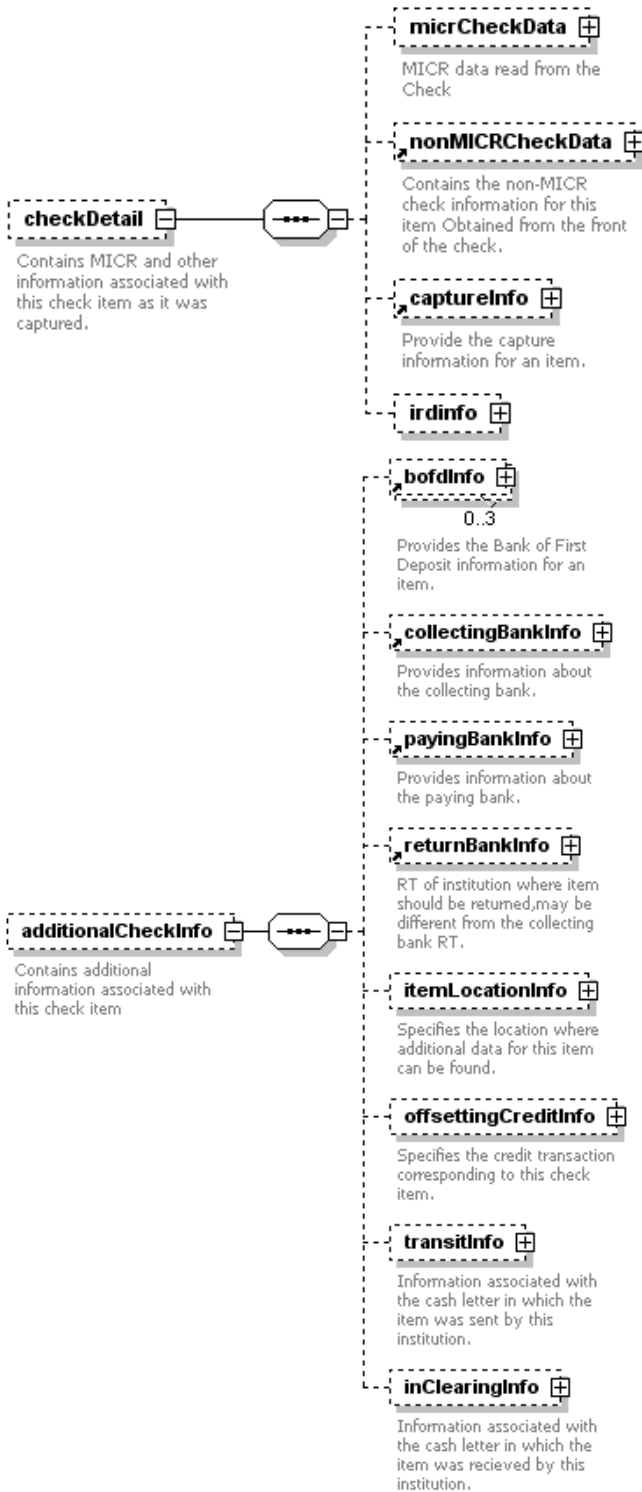 micrCheckData
MICR data read from the
Check
nonMICRCheckData
Contains the non-MICR
check information for this
item Obtained from the front
of the check.
checkDetail
Contains MICR and other
information associated with
this check item as it was
captured.
captureInfo
Provide the capture
information for an item.
irdinfo
bofdInfo
0..3
Provides the Bank of First
Deposit information for an
item.
collectingBankInfo
Provides information about
the collecting bank.
payingBankInfo
Provides information about
the paying bank.
returnBankInfo
RT of institution where item
should be returned,may be
different from the collecting
bank RT.
additionalCheckInfo
Contains additional
information associated with
this check item
itemLocationInfo
Specifies the location where
additional data for this item
can be found.
offsettingCreditInfo
Specifies the credit transaction
corresponding to this check
item.
transitInfo
Information associated with
the cash letter in which the
item was sent by this
institution.
inClearingInfo
Information associated with
the cash letter in which the
item was recieved by this
institution.